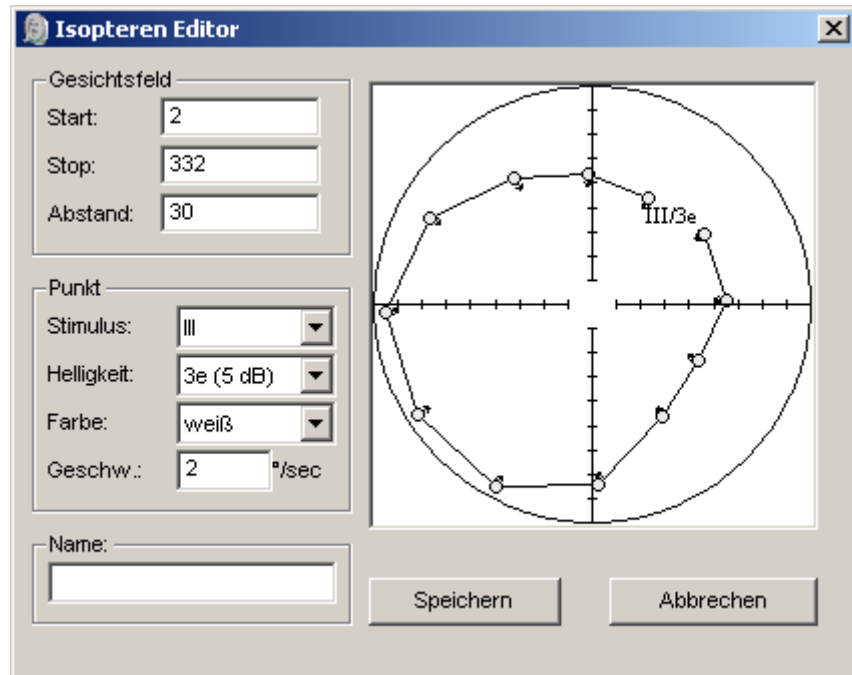 Isopteren Editor
Gesichtsfeld
Start: 2
Stop: 332
Abstand: 30
Punkt
Stimulus: III
Helligkeit: 3e (5 dB)
Farbe: weiß
Geschw.: 2 °/sec
Name:
III/3e
Speichern Abbrechen